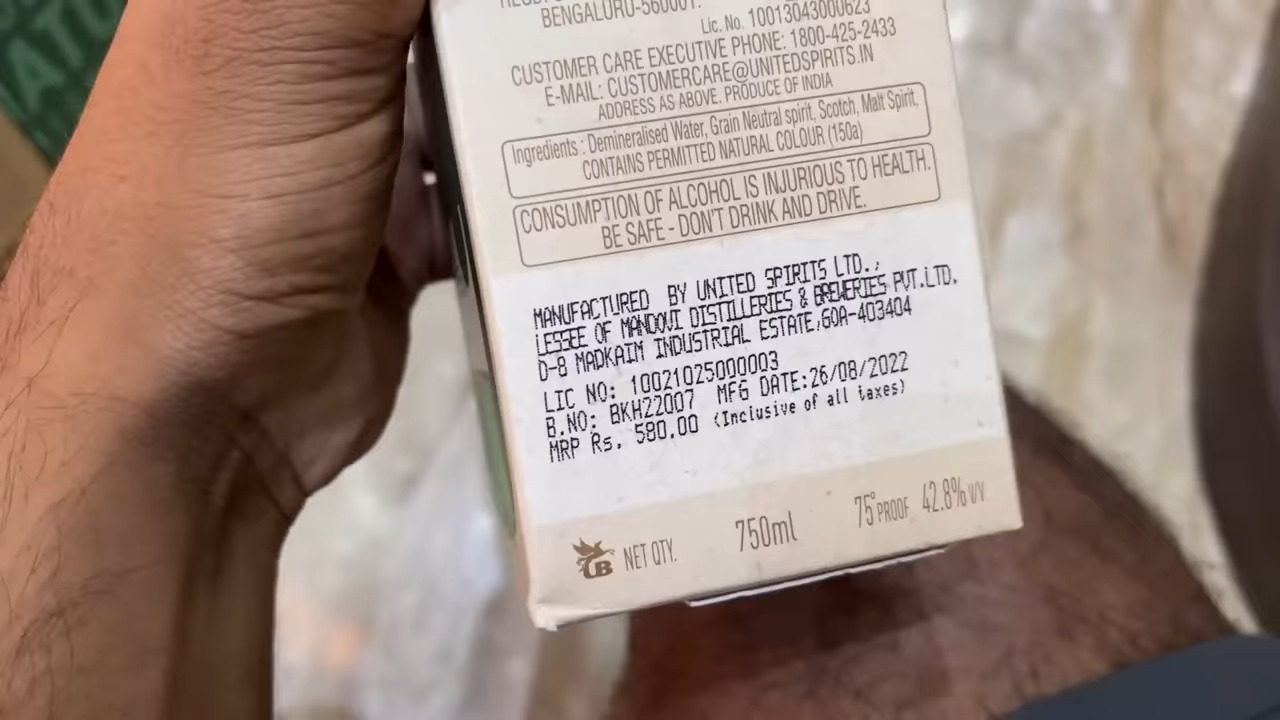 BENGALURU-560001.
Lic. No. 10013043000623
CUSTOMER CARE EXECUTIVE PHONE: 1800-425-2433
E-MAIL: CUSTOMERCARE@UNITEDSPIRITS.IN
ADDRESS AS ABOVE. PRODUCE OF INDIA
Ingredients : Demineralised Water, Grain Neutral spirit, Scotch, Malt Spirit,
CONTAINS PERMITTED NATURAL COLOUR (150a)
CONSUMPTION OF ALCOHOL IS INJURIOUS TO HEALTH.
BE SAFE - DON'T DRINK AND DRIVE.
MANUFACTURED BY UNITED SPIRITS LTD.,
LESSEE OF MANDOVI DISTILLERIES & BREWERIES PVT.LTD.
D-8 MADKAIM INDUSTRIAL ESTATE,GOA-403404
LIC NO: 10021025000003
B.NO: BKH22007 MFG DATE:26/08/2022
MRP Rs. 580.00 (Inclusive of all taxes)
NET QTY. 750ml 75° PROOF 42.8% V/V